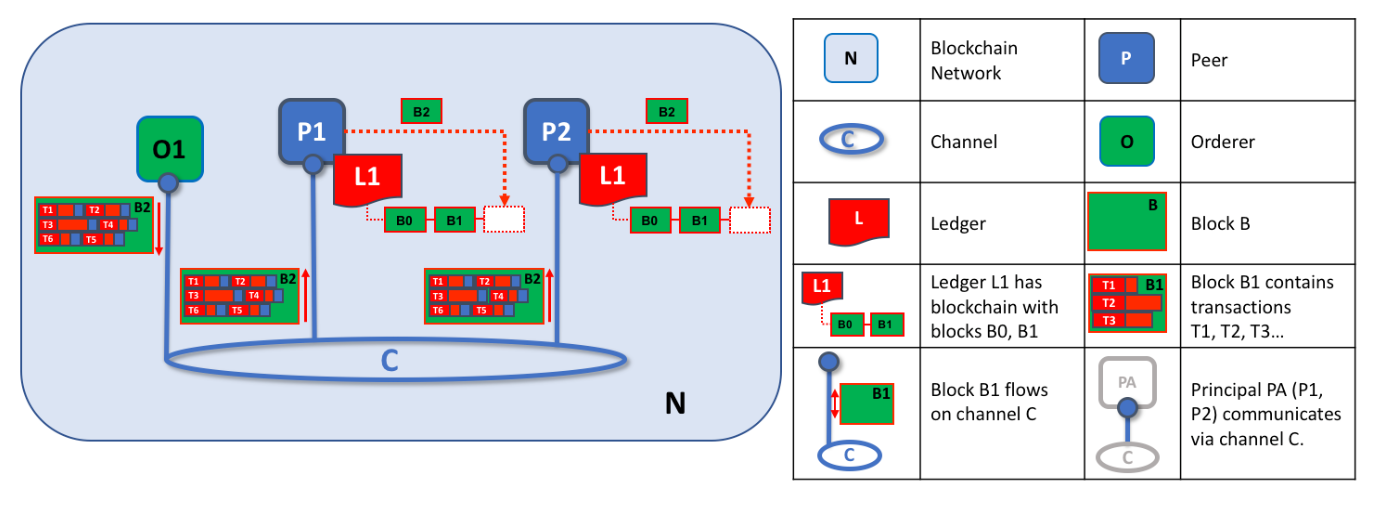 O1
P1
P2
B2
B2
L1
L1
B0 B1
B0 B1
B2
T1 T2
T3 T4
T6 T5
B2
T1 T2
T3 T4
T6 T5
B2
T1 T2
T3 T4
T6 T5
C
N
N
Blockchain
Network
P
Peer
C
Channel
O
Orderer
L
Ledger
B
Block B
L1
B0 B1
Ledger L1 has
blockchain with
blocks B0, B1
B1
T1
T2
T3
Block B1 contains
transactions
T1, T2, T3...
B1
C
Block B1 flows
on channel C
PA
C
Principal PA (P1,
P2) communicates
via channel C.